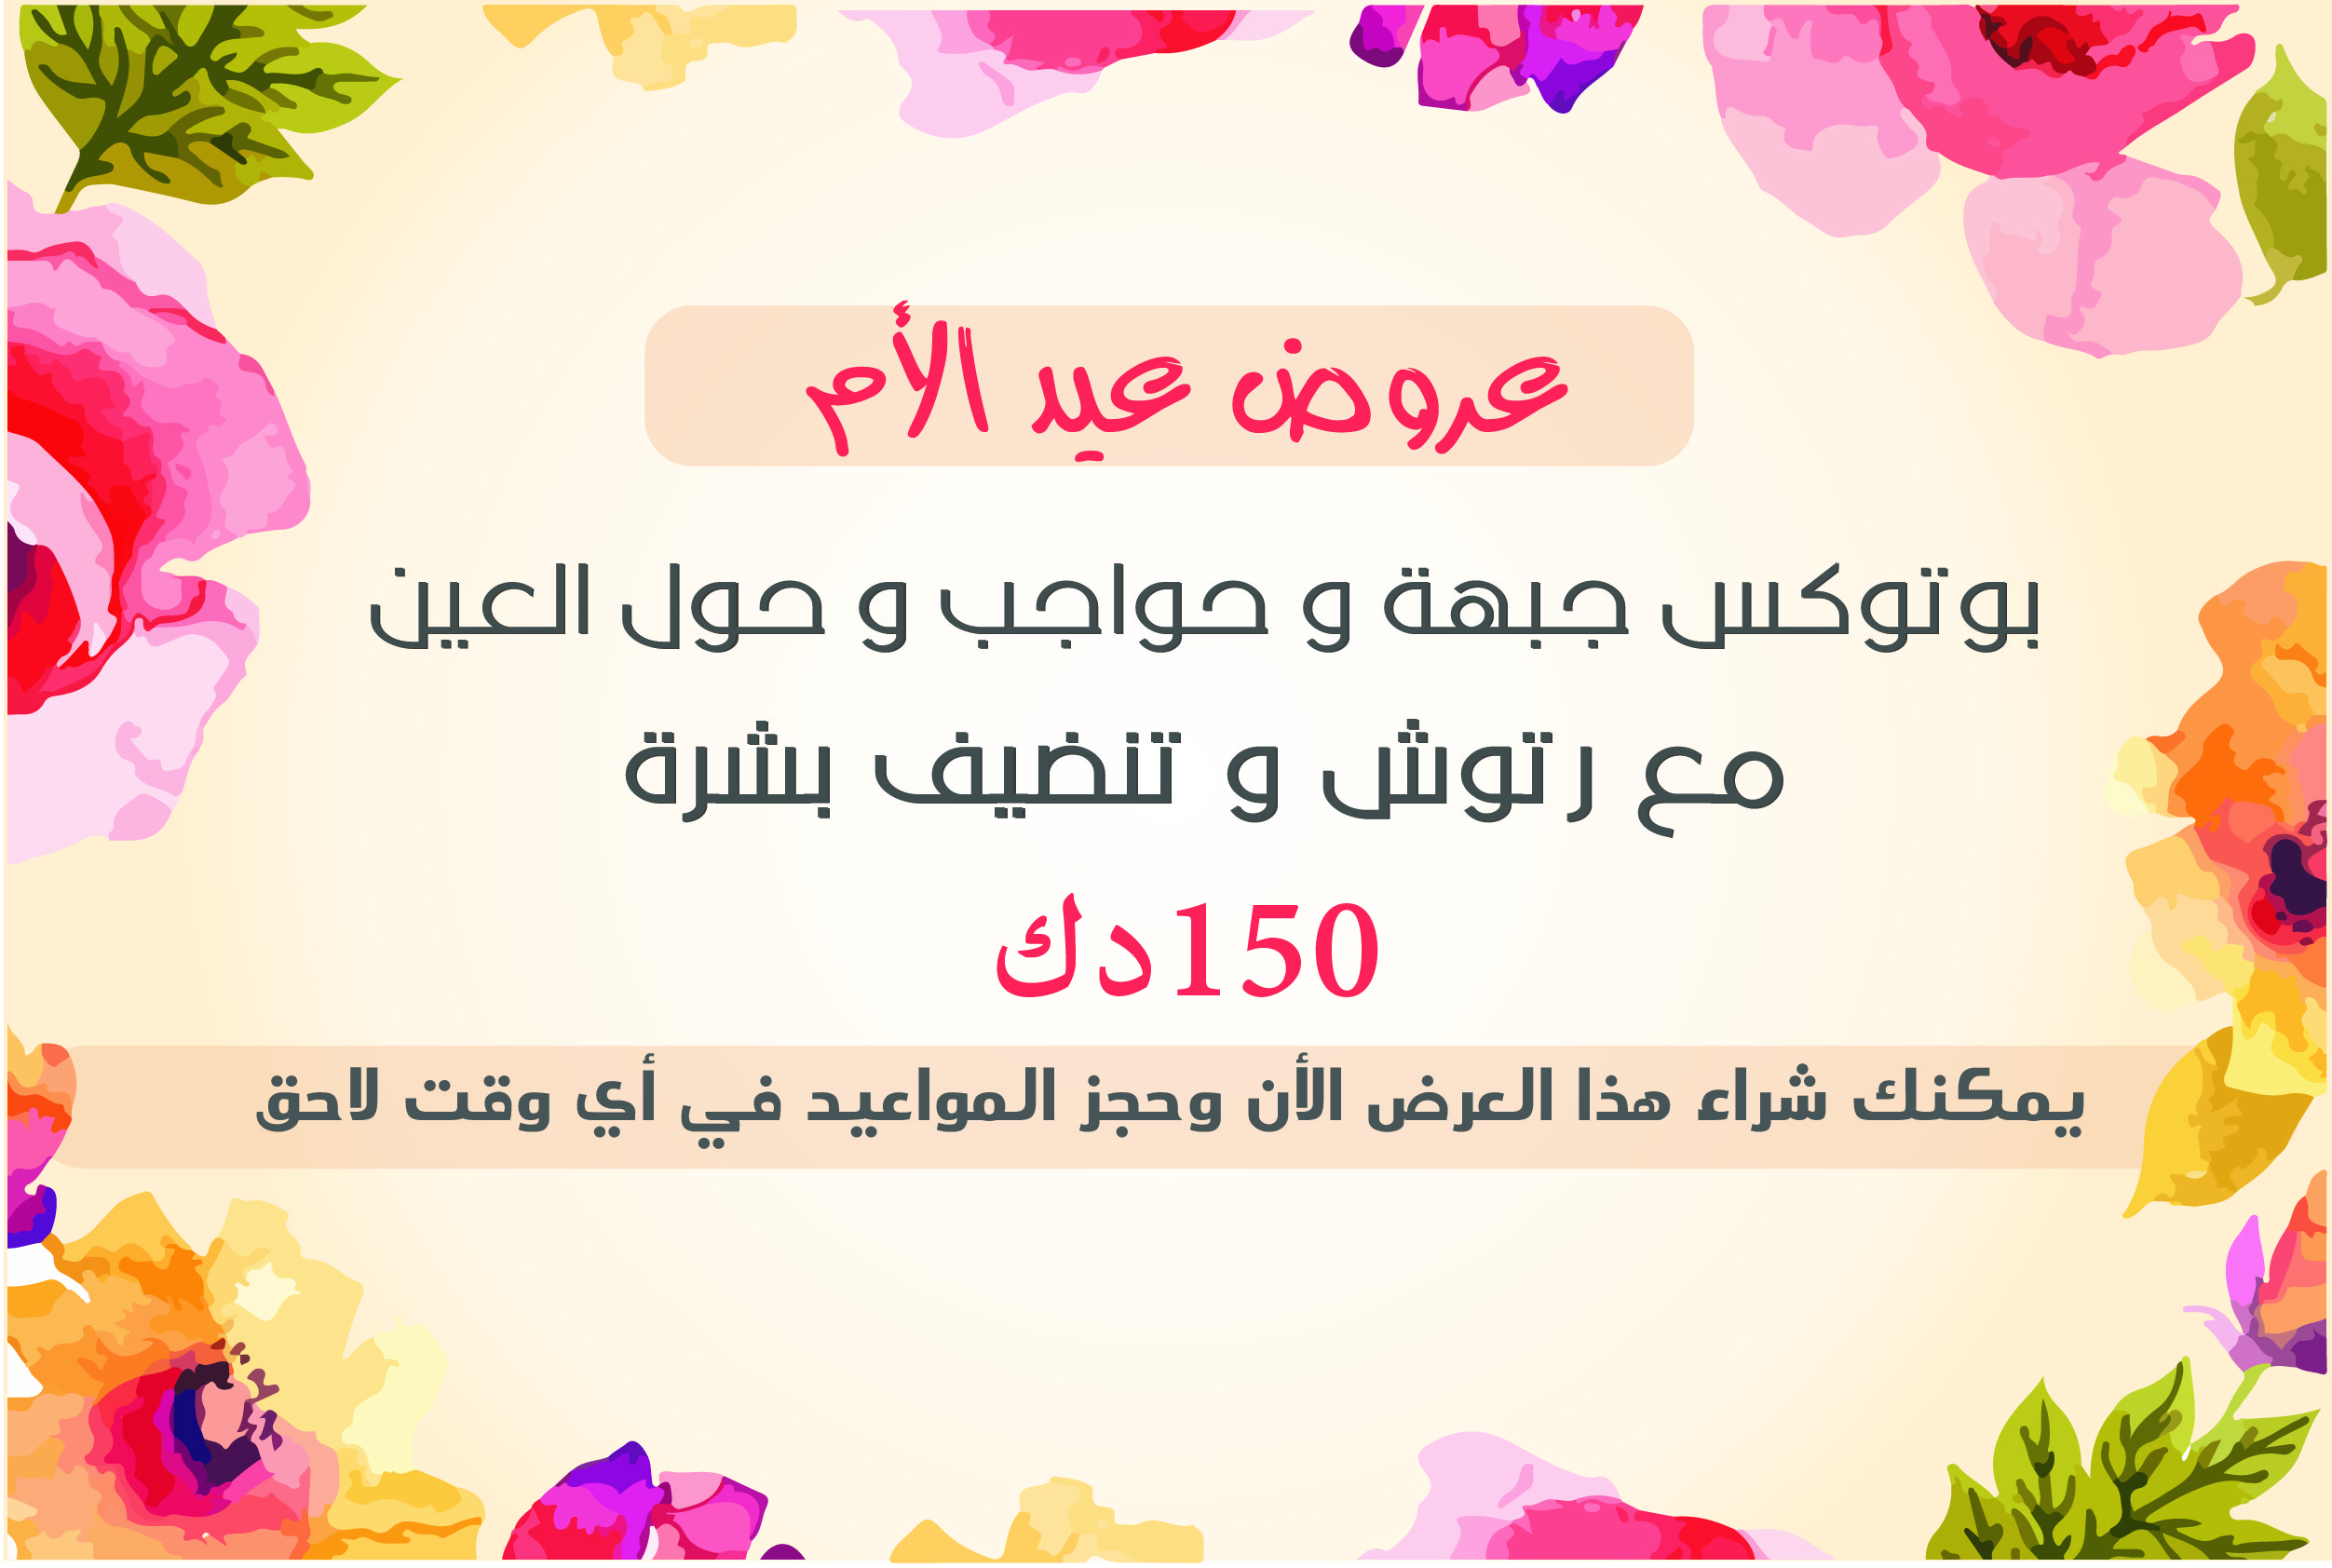 عروض عيد الأم
بوتوكس جبهة و حواجب و حول العين
مع رتوش و تنضيف بشرة
150دك
يمكنك شراء هذا العرض الأن وحجز المواعيد في أي وقت لاحق